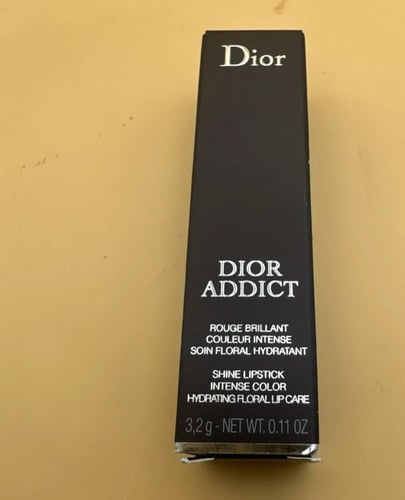 Dior
DIOR
ADDICT
ROUGE BRILLANT
COULEUR INTENSE
SOIN FLORAL HYDRATANT
SHINE LIPSTICK
INTENSE COLOR
HYDRATING FLORAL LIP CARE
3,2 g - NET WT. 0.11 OZ